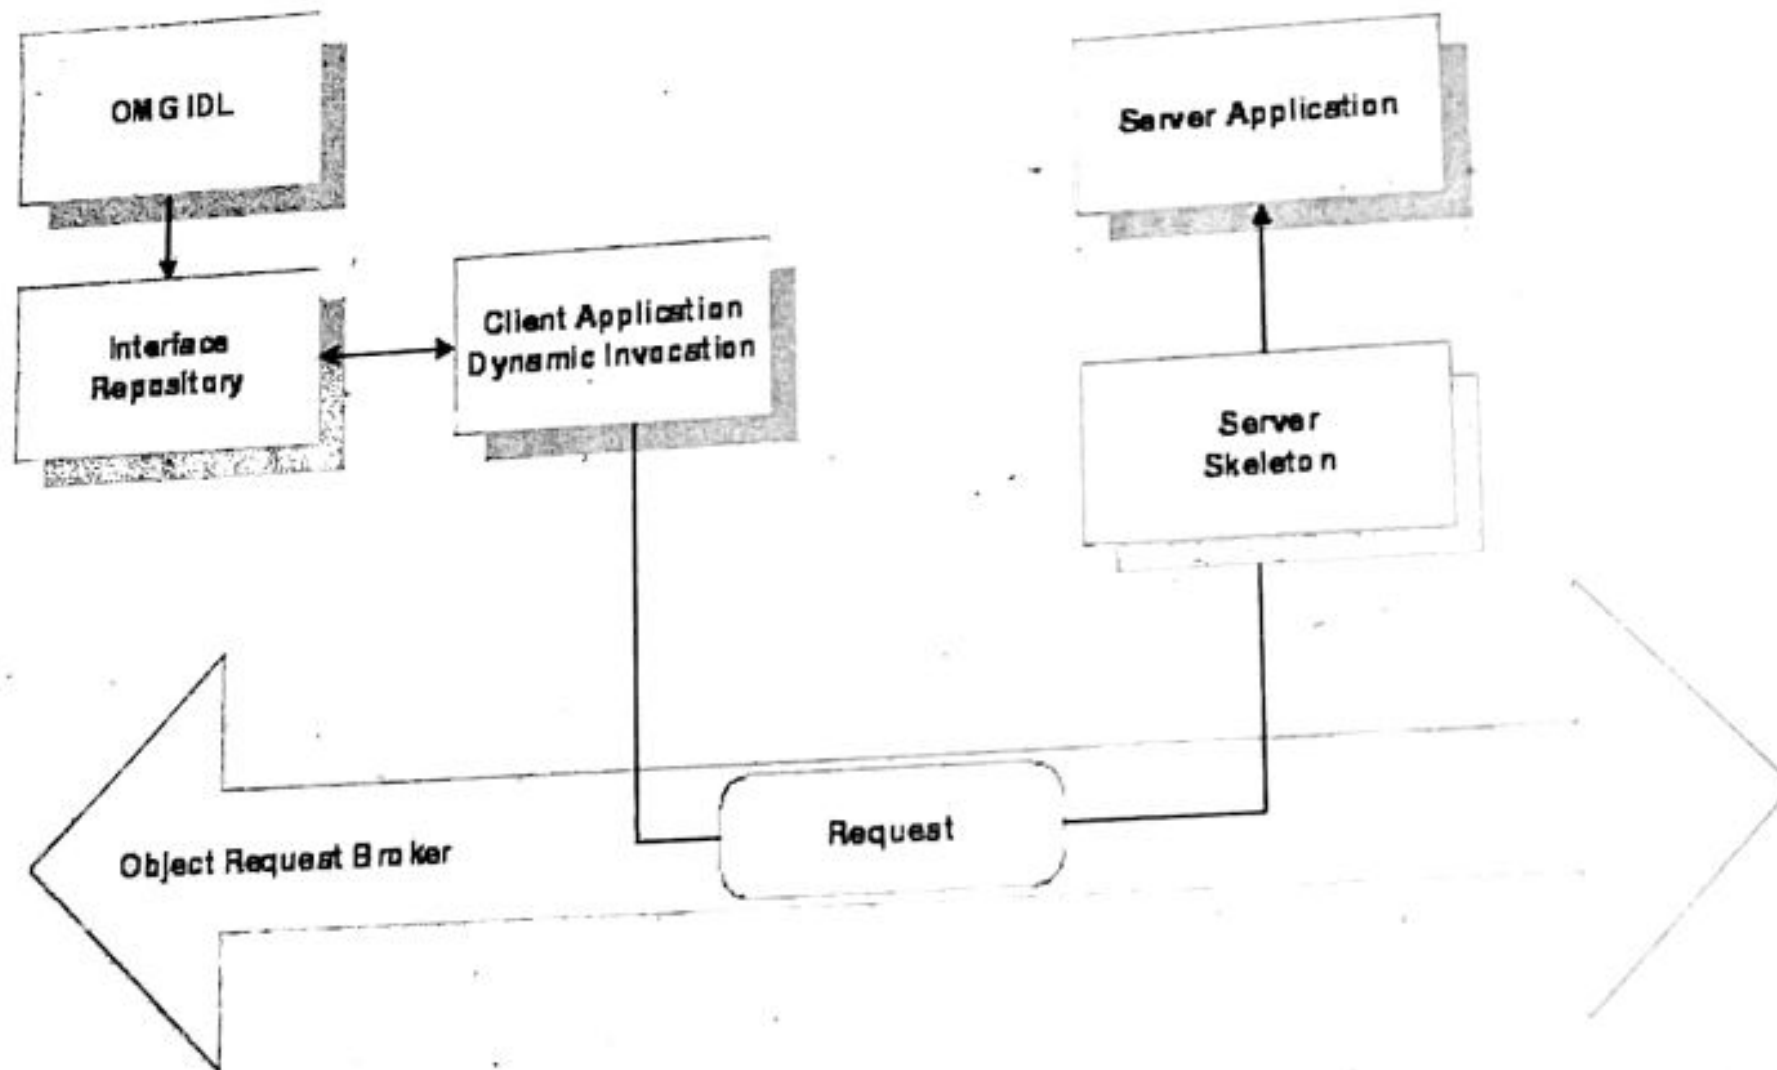 OMG IDL
Server Application
Interface
Repository
Client Application
Dynamic Invocation
Server
Skeleton
Object Request Broker
Request